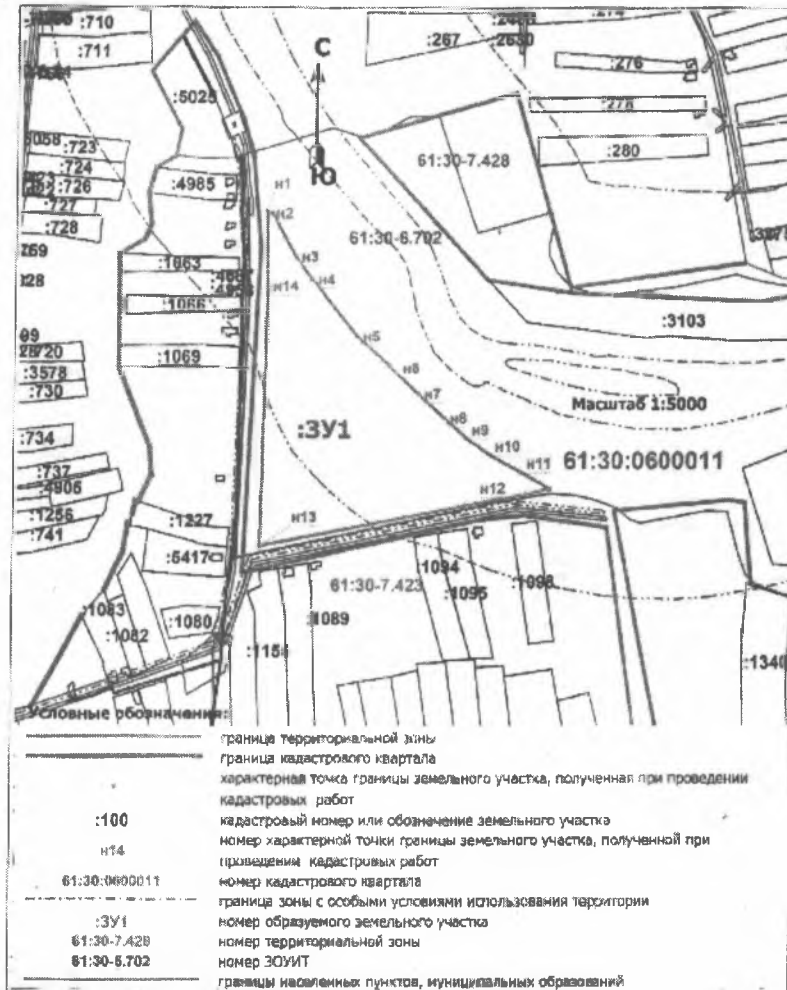 :710
:267
:711
:276
:5025
:278
:723
:280
:724
61:30-7.428
:726
:4985
:727
:728
С
Ю
н1
н2
61:30-6.702
н3
н4
:1063
н14
:1066
:3103
н5
:1069
:720
н6
:3578
:730
н7
Масштаб 1:5000
н8
:734
:ЗУ1
н9
н10
61:30:0600011
:737
н11
:4906
н12
:1256
:1227
н13
:741
:5417
:1094
61:30-7.423
:1095
:1098
:1083
:1080
:1089
:1082
:1340
Условные обозначения:
граница территориальной зоны
граница кадастрового квартала
характерная точка границы земельного участка, полученная при проведении
кадастровых работ
:100 кадастровый номер или обозначение земельного участка
н14 номер характерной точки границы земельного участка, полученной при
проведении кадастровых работ
61:30:0600011 номер кадастрового квартала
граница зоны с особыми условиями использования территории
:ЗУ1 номер образуемого земельного участка
61:30-7.428 номер территориальной зоны
61:30-6.702 номер ЗОУИТ
границы населенных пунктов, муниципальных образований